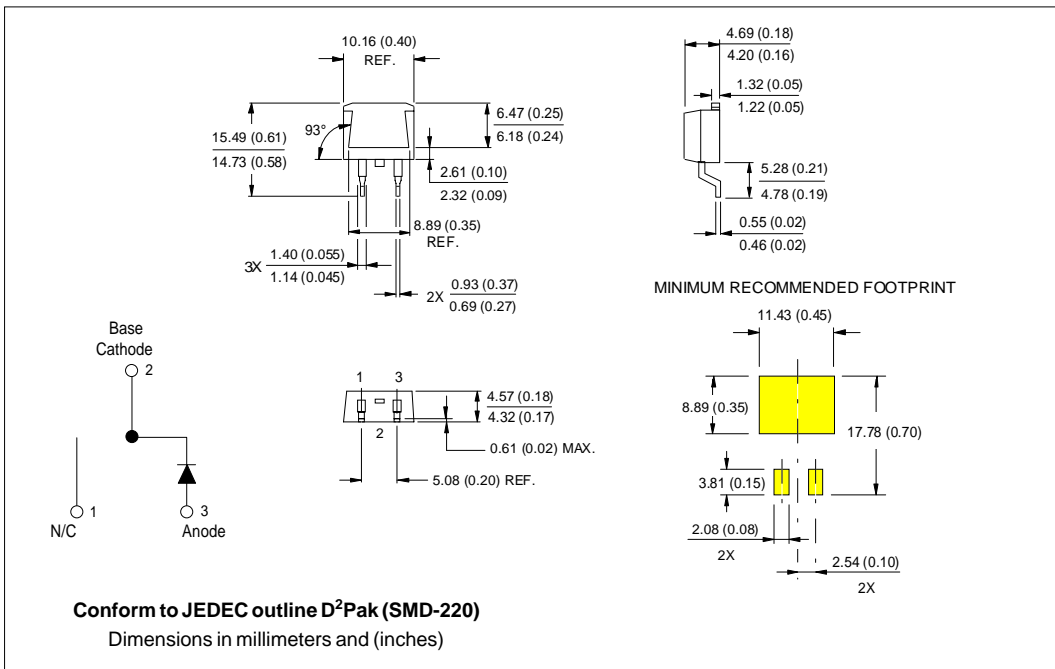 10.16 (0.40)
REF.
4.69 (0.18)
4.20 (0.16)
1.32 (0.05)
1.22 (0.05)
6.47 (0.25)
6.18 (0.24)
93°
15.49 (0.61)
14.73 (0.58)
2.61 (0.10)
2.32 (0.09)
5.28 (0.21)
4.78 (0.19)
8.89 (0.35)
REF.
0.55 (0.02)
0.46 (0.02)
3X 1.40 (0.055)
1.14 (0.045)
2X 0.93 (0.37)
0.69 (0.27)
MINIMUM RECOMMENDED FOOTPRINT
11.43 (0.45)
8.89 (0.35)
17.78 (0.70)
3.81 (0.15)
2.08 (0.08)
2X
2.54 (0.10)
2X
Base
Cathode
2
1
N/C
3
Anode
1 3
2
4.57 (0.18)
4.32 (0.17)
0.61 (0.02) MAX.
5.08 (0.20) REF.
Conform to JEDEC outline D²Pak (SMD-220)
Dimensions in millimeters and (inches)